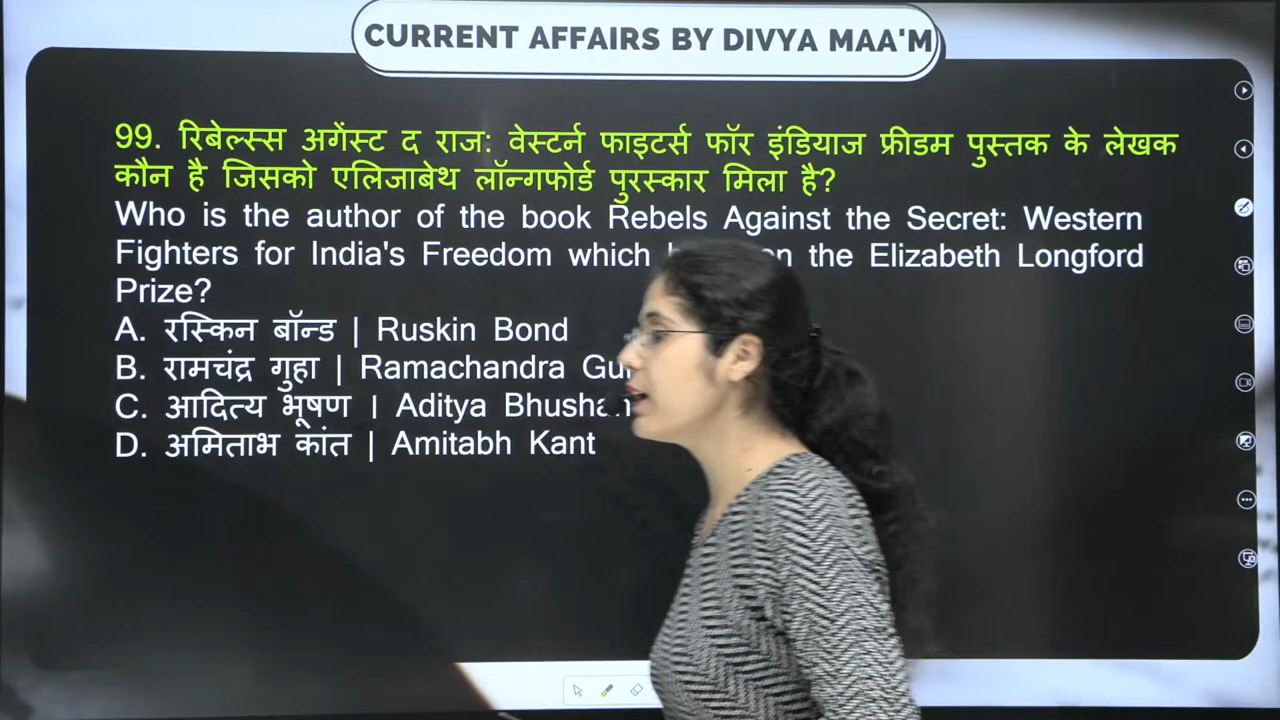 CURRENT AFFAIRS BY DIVYA MAA'M
99. रिबेल्स्स अगेंस्ट द राज: वेस्टर्न फाइटर्स फॉर इंडियाज फ्रीडम पुस्तक के लेखक
कौन है जिसको एलिजाबेथ लॉन्गफोर्ड पुरस्कार मिला है?
Who is the author of the book Rebels Against the Secret: Western
Fighters for India's Freedom which the Elizabeth Longford
Prize?
A. रस्किन बॉन्ड | Ruskin Bond
B. रामचंद्र गुहा | Ramachandra
C. आदित्य भूषण | Aditya Bhushan
D. अमिताभ कांत | Amitabh Kant